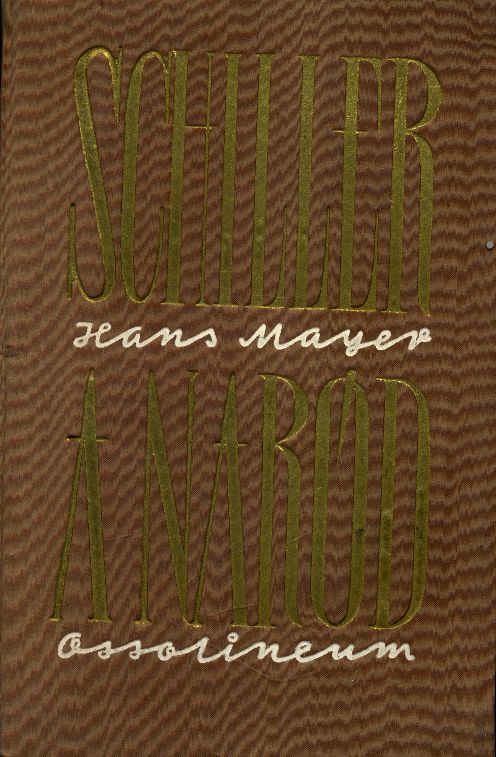 SCHILLER
Hans Mayer
A NARÓD
Ossolineum